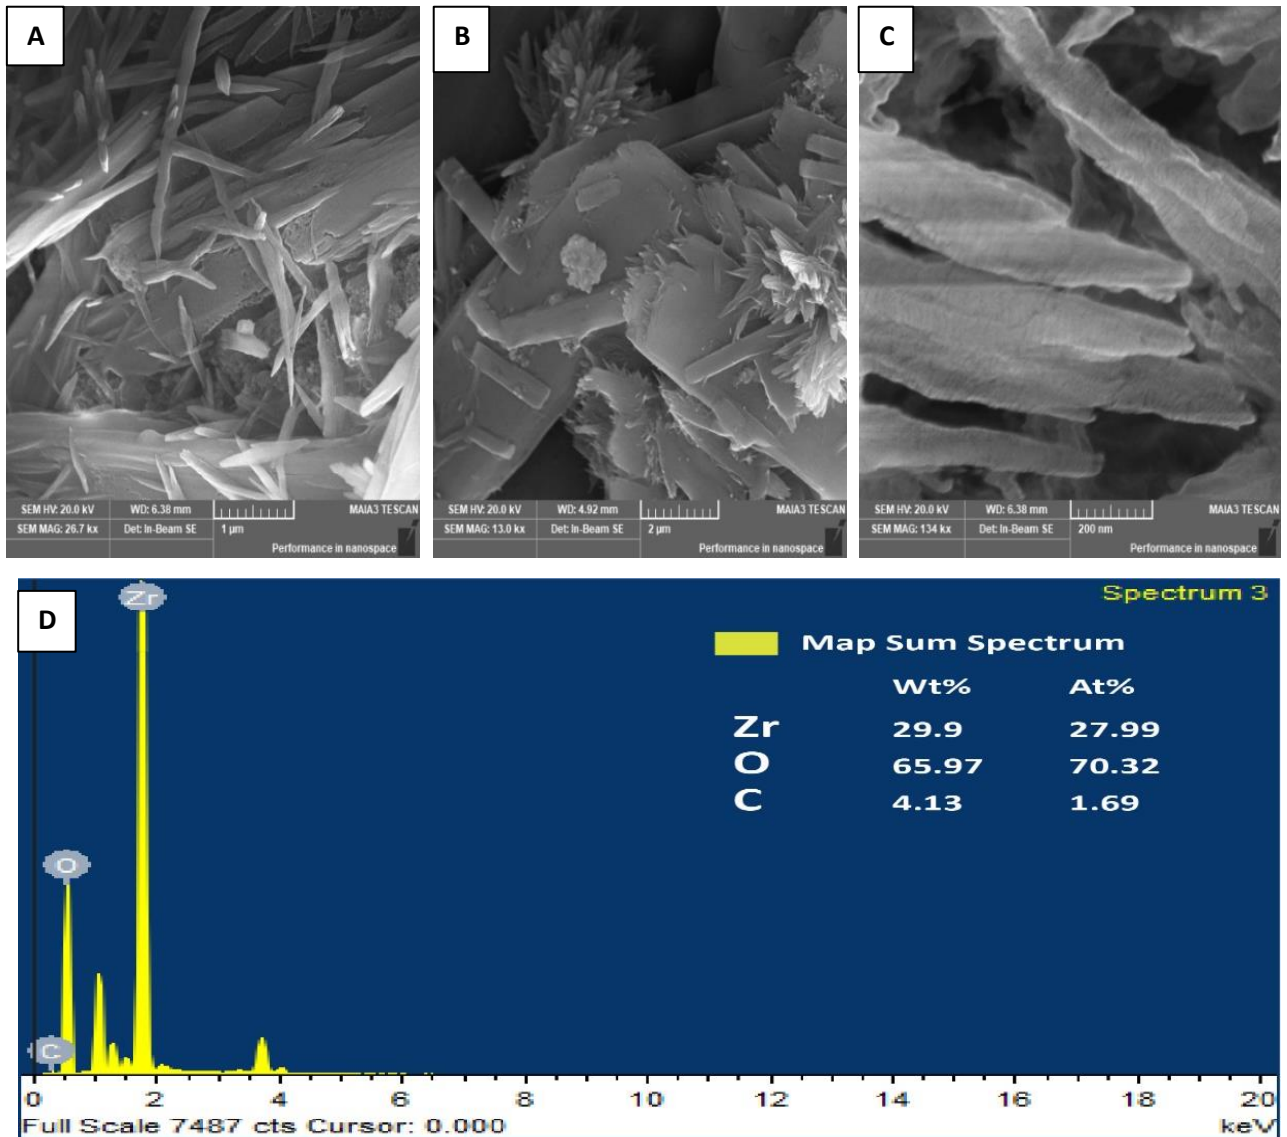 A
B
C
SEM HV: 20.0 kV WD: 6.38 mm MAIA3 TESCAN
SEM MAG: 26.7 kx Det: In-Beam SE 1 µm
Performance in nanospace
SEM HV: 20.0 kV WD: 4.92 mm MAIA3 TESCAN
SEM MAG: 13.0 kx Det: In-Beam SE 2 µm
Performance in nanospace
SEM HV: 20.0 kV WD: 6.38 mm MAIA3 TESCAN
SEM MAG: 134 kx Det: In-Beam SE 200 nm
Performance in nanospace
D
Zr
Spectrum 3
Map Sum Spectrum
Wt% At%
Zr 29.9 27.99
O 65.97 70.32
C 4.13 1.69
O
C
0 2 4 6 8 10 12 14 16 18 20
Full Scale 7487 cts Cursor: 0.000 keV